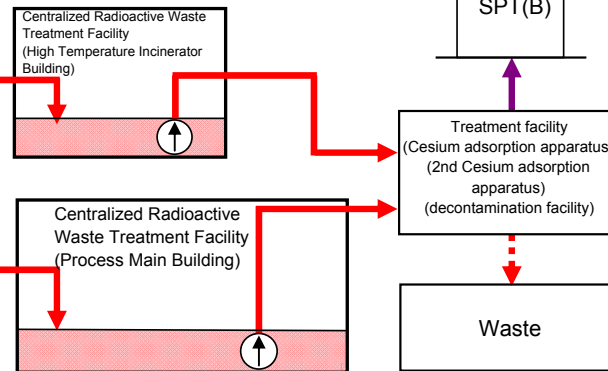 Centralized Radioactive Waste
Treatment Facility
(High Temperature Incinerator
Building)
SPT(B)
Treatment facility
(Cesium adsorption apparatus
(2nd Cesium adsorption
apparatus)
(decontamination facility)
Centralized Radioactive
Waste Treatment Facility
(Process Main Building)
Waste